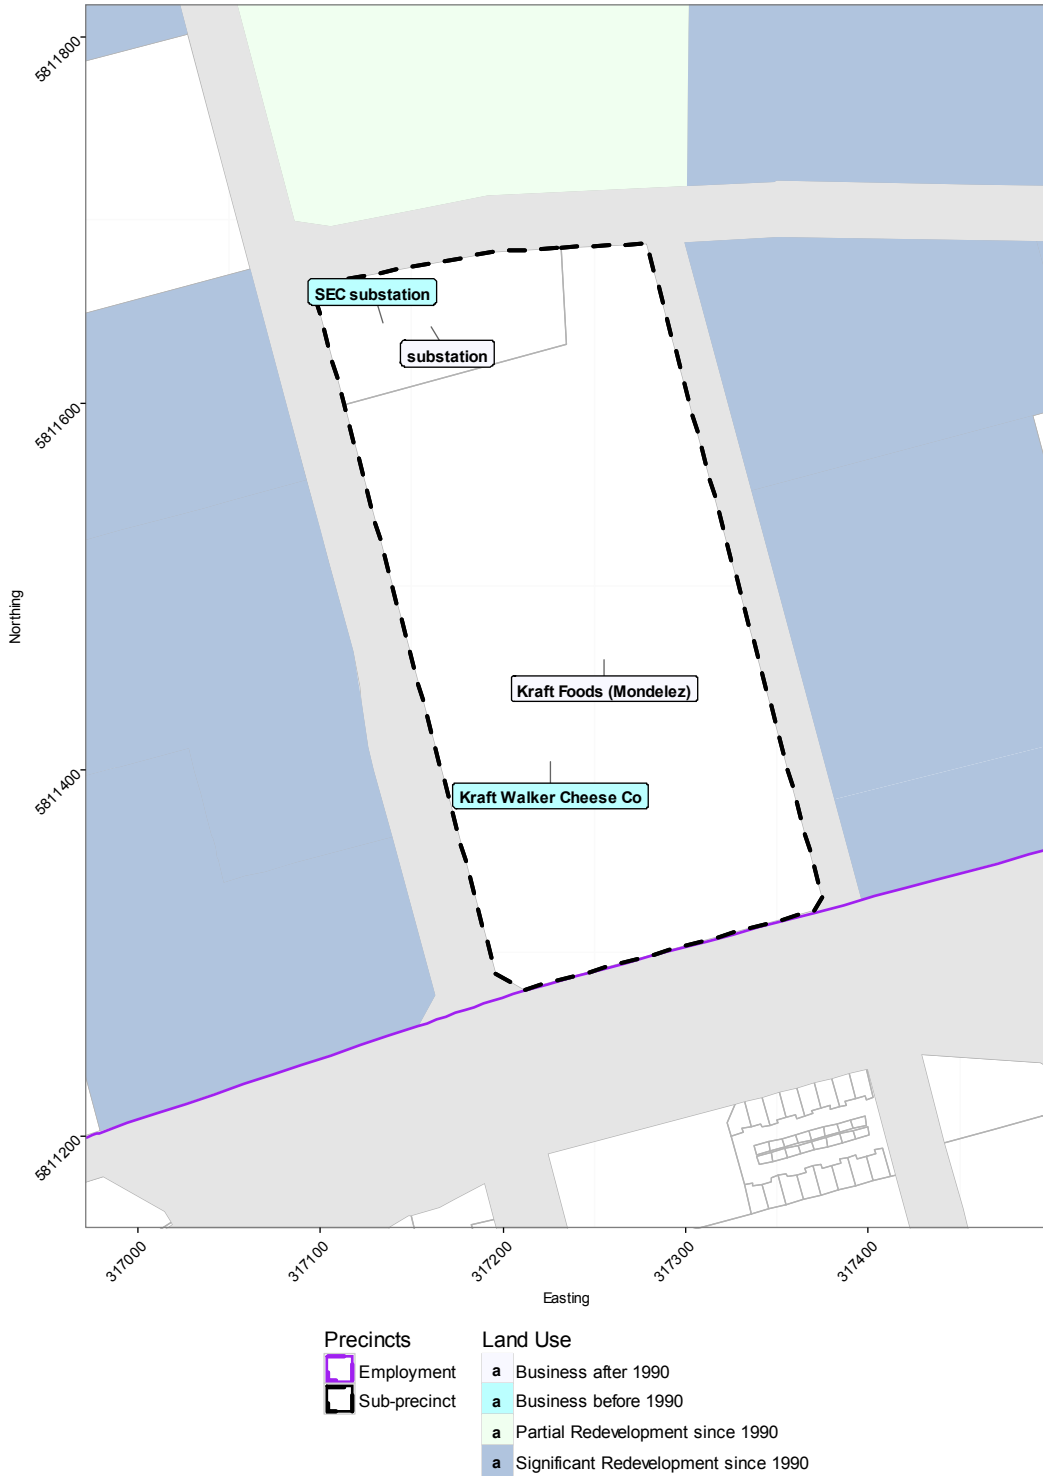 5811800
SEC substation
substation
5811600
Northing
Kraft Foods (Mondelez)
5811400
Kraft Walker Cheese Co
5811200
317000
317100
317200
317300
317400
Easting
Precincts
Employment
Sub-precinct
Land Use
a Business after 1990
a Business before 1990
a Partial Redevelopment since 1990
a Significant Redevelopment since 1990